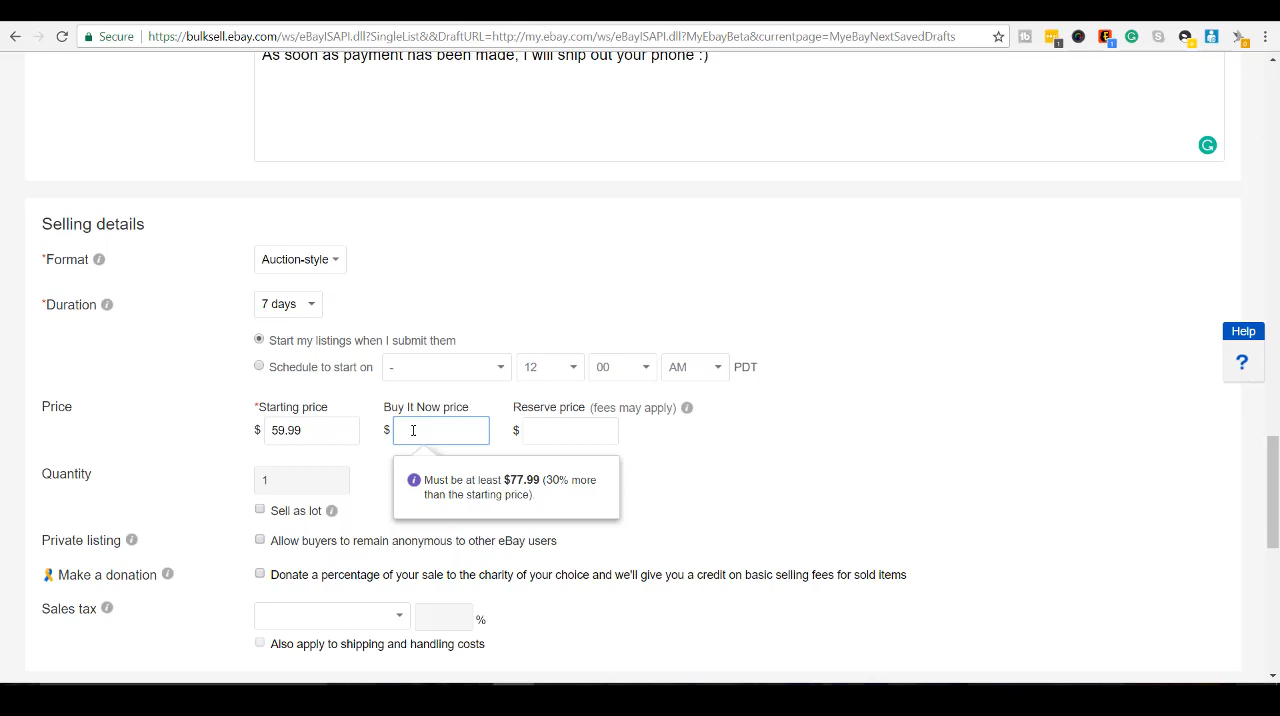 Secure
https://bulksell.ebay.com/ws/eBayISAPI.dll?SingleList&&DraftURL=http://my.ebay.com/ws/eBayISAPI.dll?MyEbayBeta&currentpage=MyeBayNextSavedDrafts
As soon as payment has been made, I will ship out your phone :)
Selling details
*Format
Auction-style
*Duration
7 days
Start my listings when I submit them
Schedule to start on - 12 00 AM PDT
Help
?
Price
*Starting price Buy It Now price Reserve price (fees may apply)
$ 59.99 $ $
Must be at least $77.99 (30% more
than the starting price).
Quantity
1
Sell as lot
Private listing
Allow buyers to remain anonymous to other eBay users
Make a donation
Donate a percentage of your sale to the charity of your choice and we'll give you a credit on basic selling fees for sold items
Sales tax
%
Also apply to shipping and handling costs